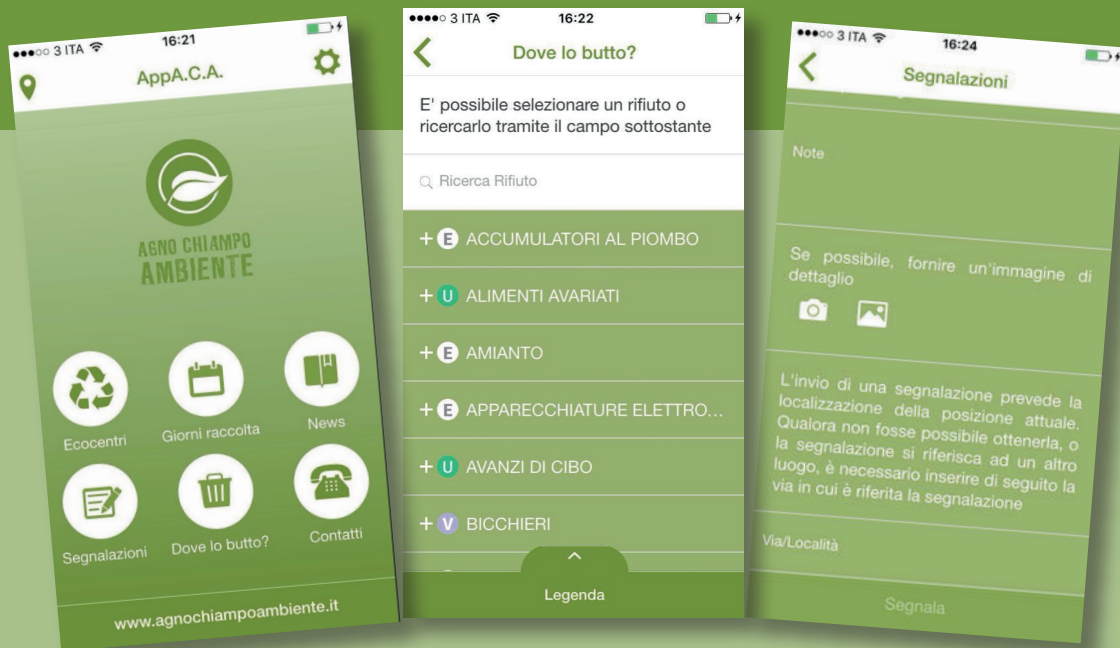 3 ITA
16:21
AppA.C.A.
AGNO CHIAMPO
AMBIENTE
Ecocentri
Giorni raccolta
News
Segnalazioni
Dove lo butto?
Contatti
www.agnochiampoambiente.it
3 ITA
16:22
Dove lo butto?
E' possibile selezionare un rifiuto o
ricercarlo tramite il campo sottostante
Ricerca Rifiuto
+ E ACCUMULATORI AL PIOMBO
+ U ALIMENTI AVARIATI
+ E AMIANTO
+ E APPARECCHIATURE ELETTRO...
+ U AVANZI DI CIBO
+ V BICCHIERI
Legenda
3 ITA
16:24
Segnalazioni
Note
Se possibile, fornire un'immagine di
dettaglio
L'invio di una segnalazione prevede la
localizzazione della posizione attuale.
Qualora non fosse possibile ottenerla, o
la segnalazione si riferisca ad un altro
luogo, è necessario inserire di seguito la
via in cui è riferita la segnalazione
Via/Località
Segnala